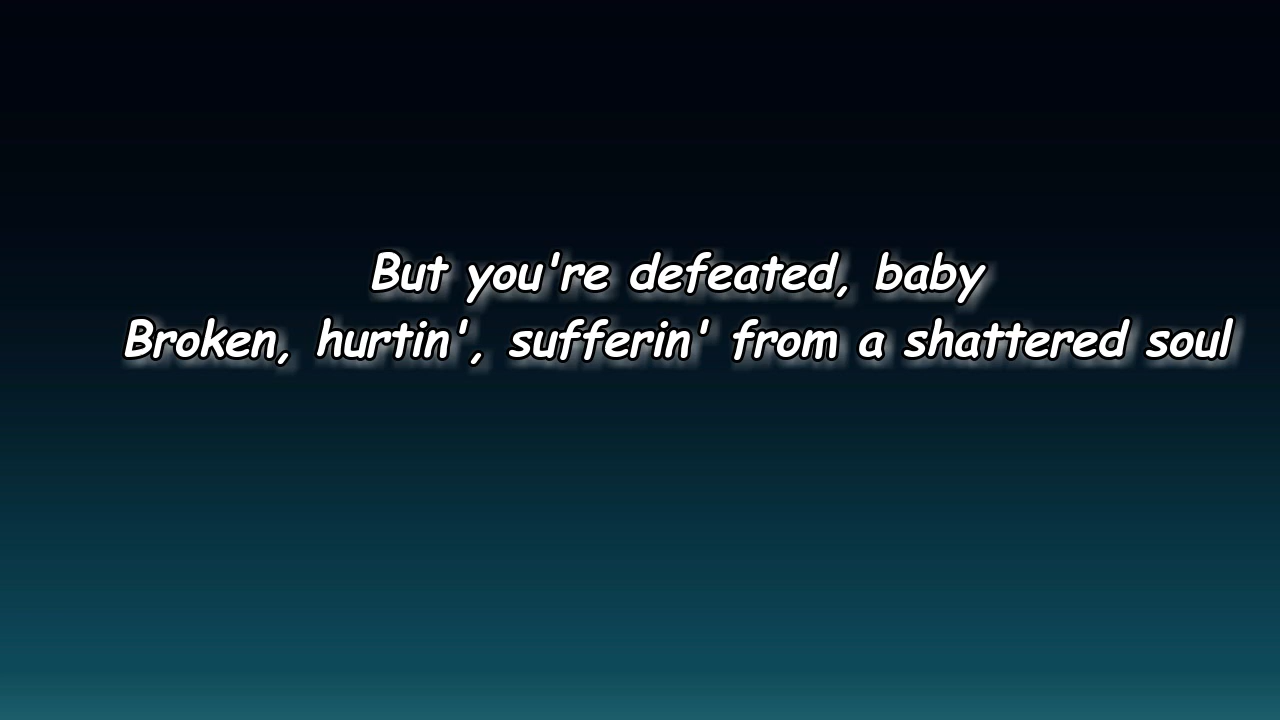 But you're defeated, baby
Broken, hurtin', sufferin' from a shattered soul